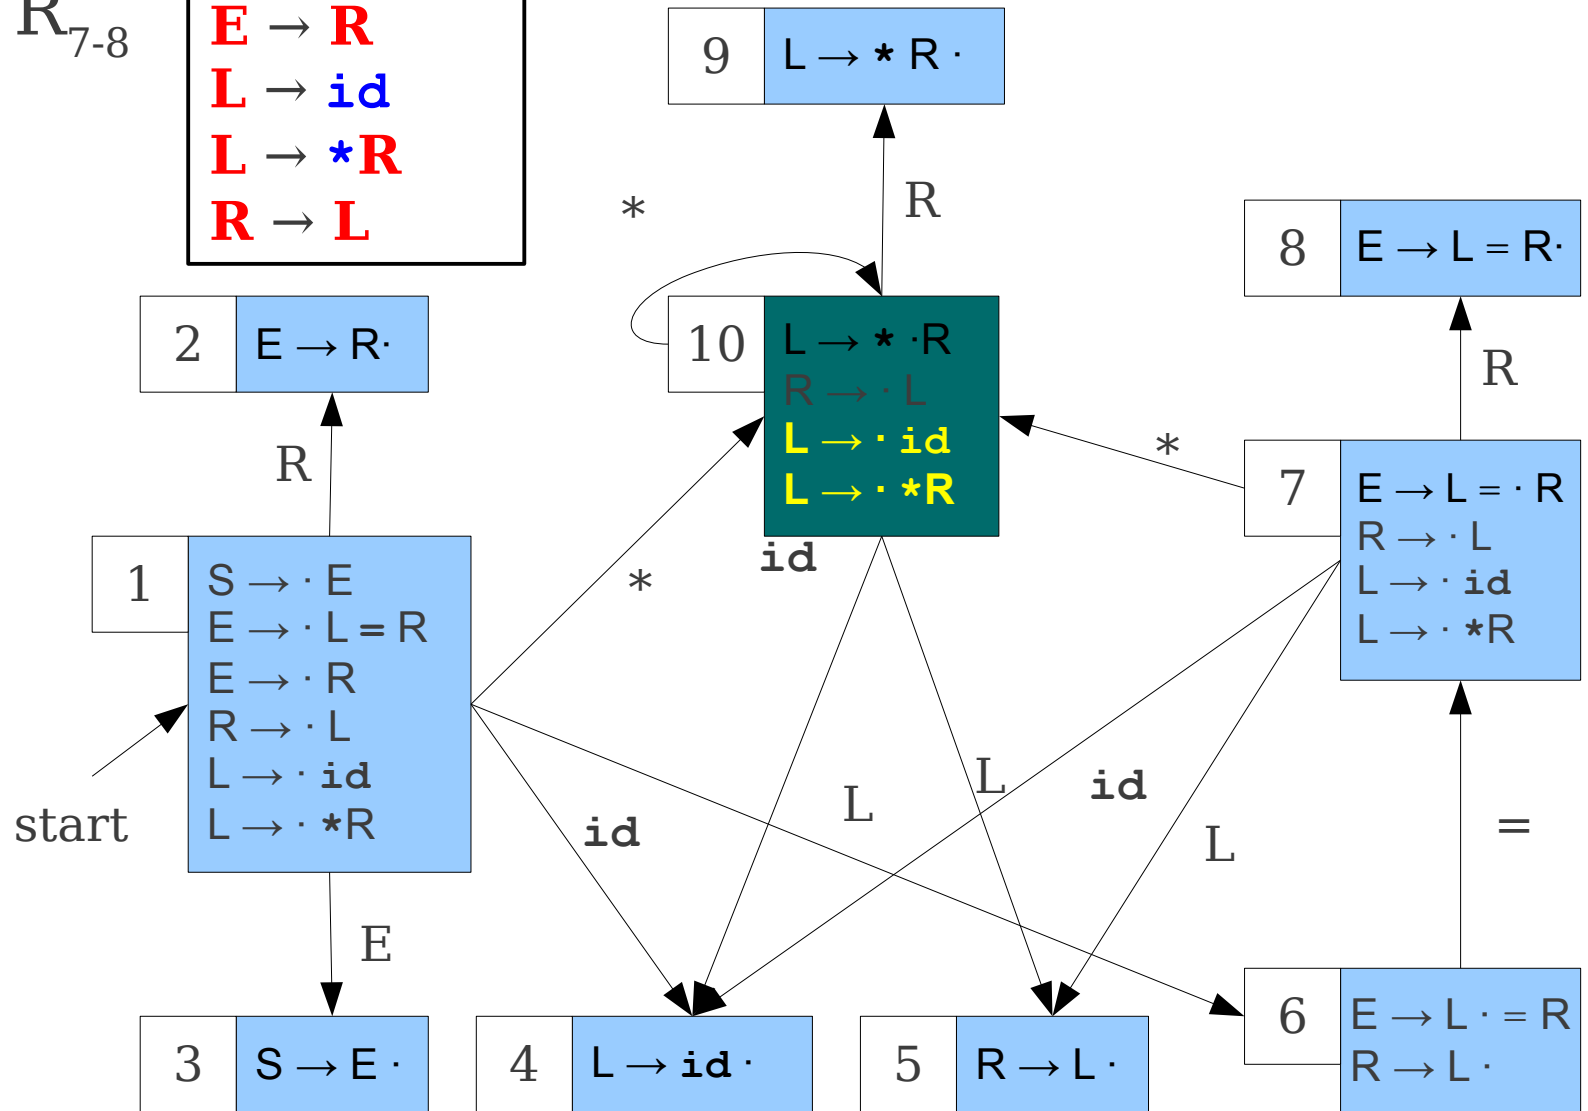 R7-8
E → R
L → id
L → *R
R → L
9
L → * R ·
*
R
8
E → L = R·
2
E → R·
10
L → * ·R
R → · L
L → · id
L → · *R
R
R
*
7
E → L = · R
R → · L
L → · id
L → · *R
1
S → · E
E → · L = R
E → · R
R → · L
L → · id
L → · *R
id
*
start
id
L
L
id
L
=
E
3
S → E ·
4
L → id ·
5
R → L ·
6
E → L · = R
R → L ·